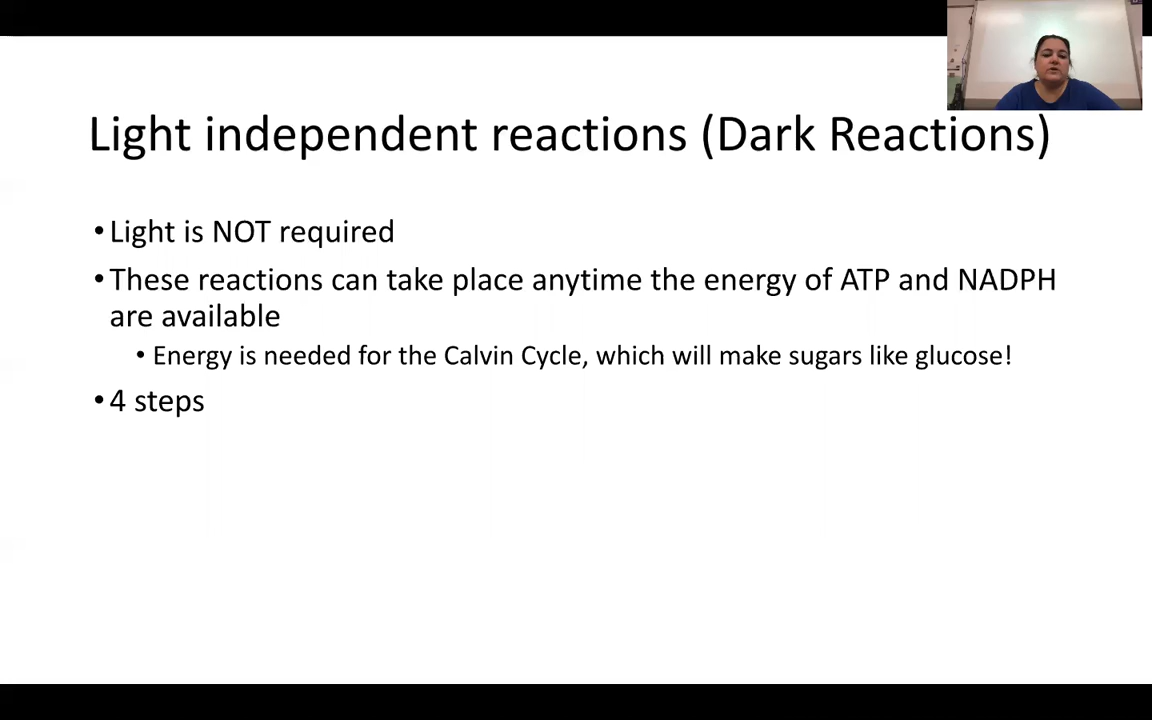 Light independent reactions (Dark Reactions)
•Light is NOT required
•These reactions can take place anytime the energy of ATP and NADPH
are available
•Energy is needed for the Calvin Cycle, which will make sugars like glucose!
•4 steps